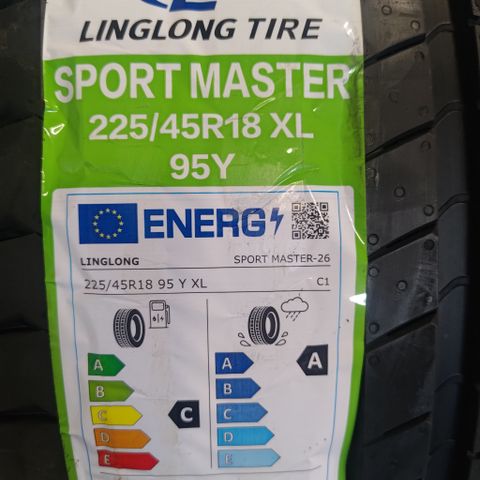 LINGLONG TIRE
SPORT MASTER
225/45R18 XL
95Y
ENERG
LINGLONG SPORT MASTER-26
225/45R18 95 Y XL C1
A A A
B B
C C C
D D
E E